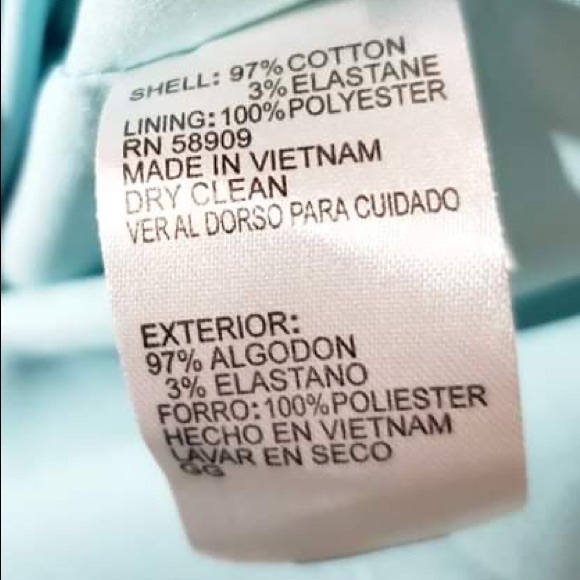 SHELL: 97% COTTON
3% ELASTANE
LINING: 100% POLYESTER
RN 58909
MADE IN VIETNAM
DRY CLEAN
VER AL DORSO PARA CUIDADO
EXTERIOR:
97% ALGODON
3% ELASTANO
FORRO: 100% POLIESTER
HECHO EN VIETNAM
LAVAR EN SECO
GG